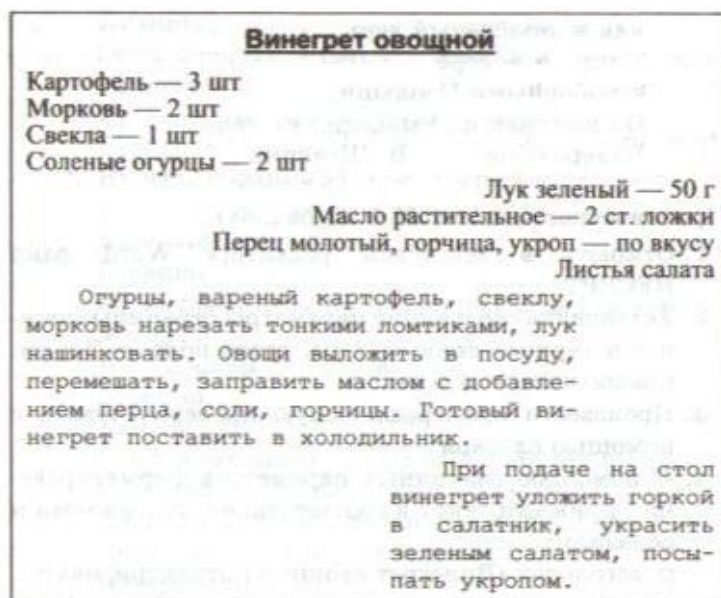 Винегрет овощной
Картофель — 3 шт
Морковь — 2 шт
Свекла — 1 шт
Соленые огурцы — 2 шт
Лук зеленый — 50 г
Масло растительное — 2 ст. ложки
Перец молотый, горчица, укроп — по вкусу
Листья салата
Огурцы, вареный картофель, свеклу,
морковь нарезать тонкими ломтиками, лук
нашинковать. Овощи выложить в посуду,
перемешать, заправить маслом с добавле-
нием перца, соли, горчицы. Готовый ви-
негрет поставить в холодильник.
При подаче на стол
винегрет уложить горкой
в салатник, украсить
зеленым салатом, посы-
пать укропом.